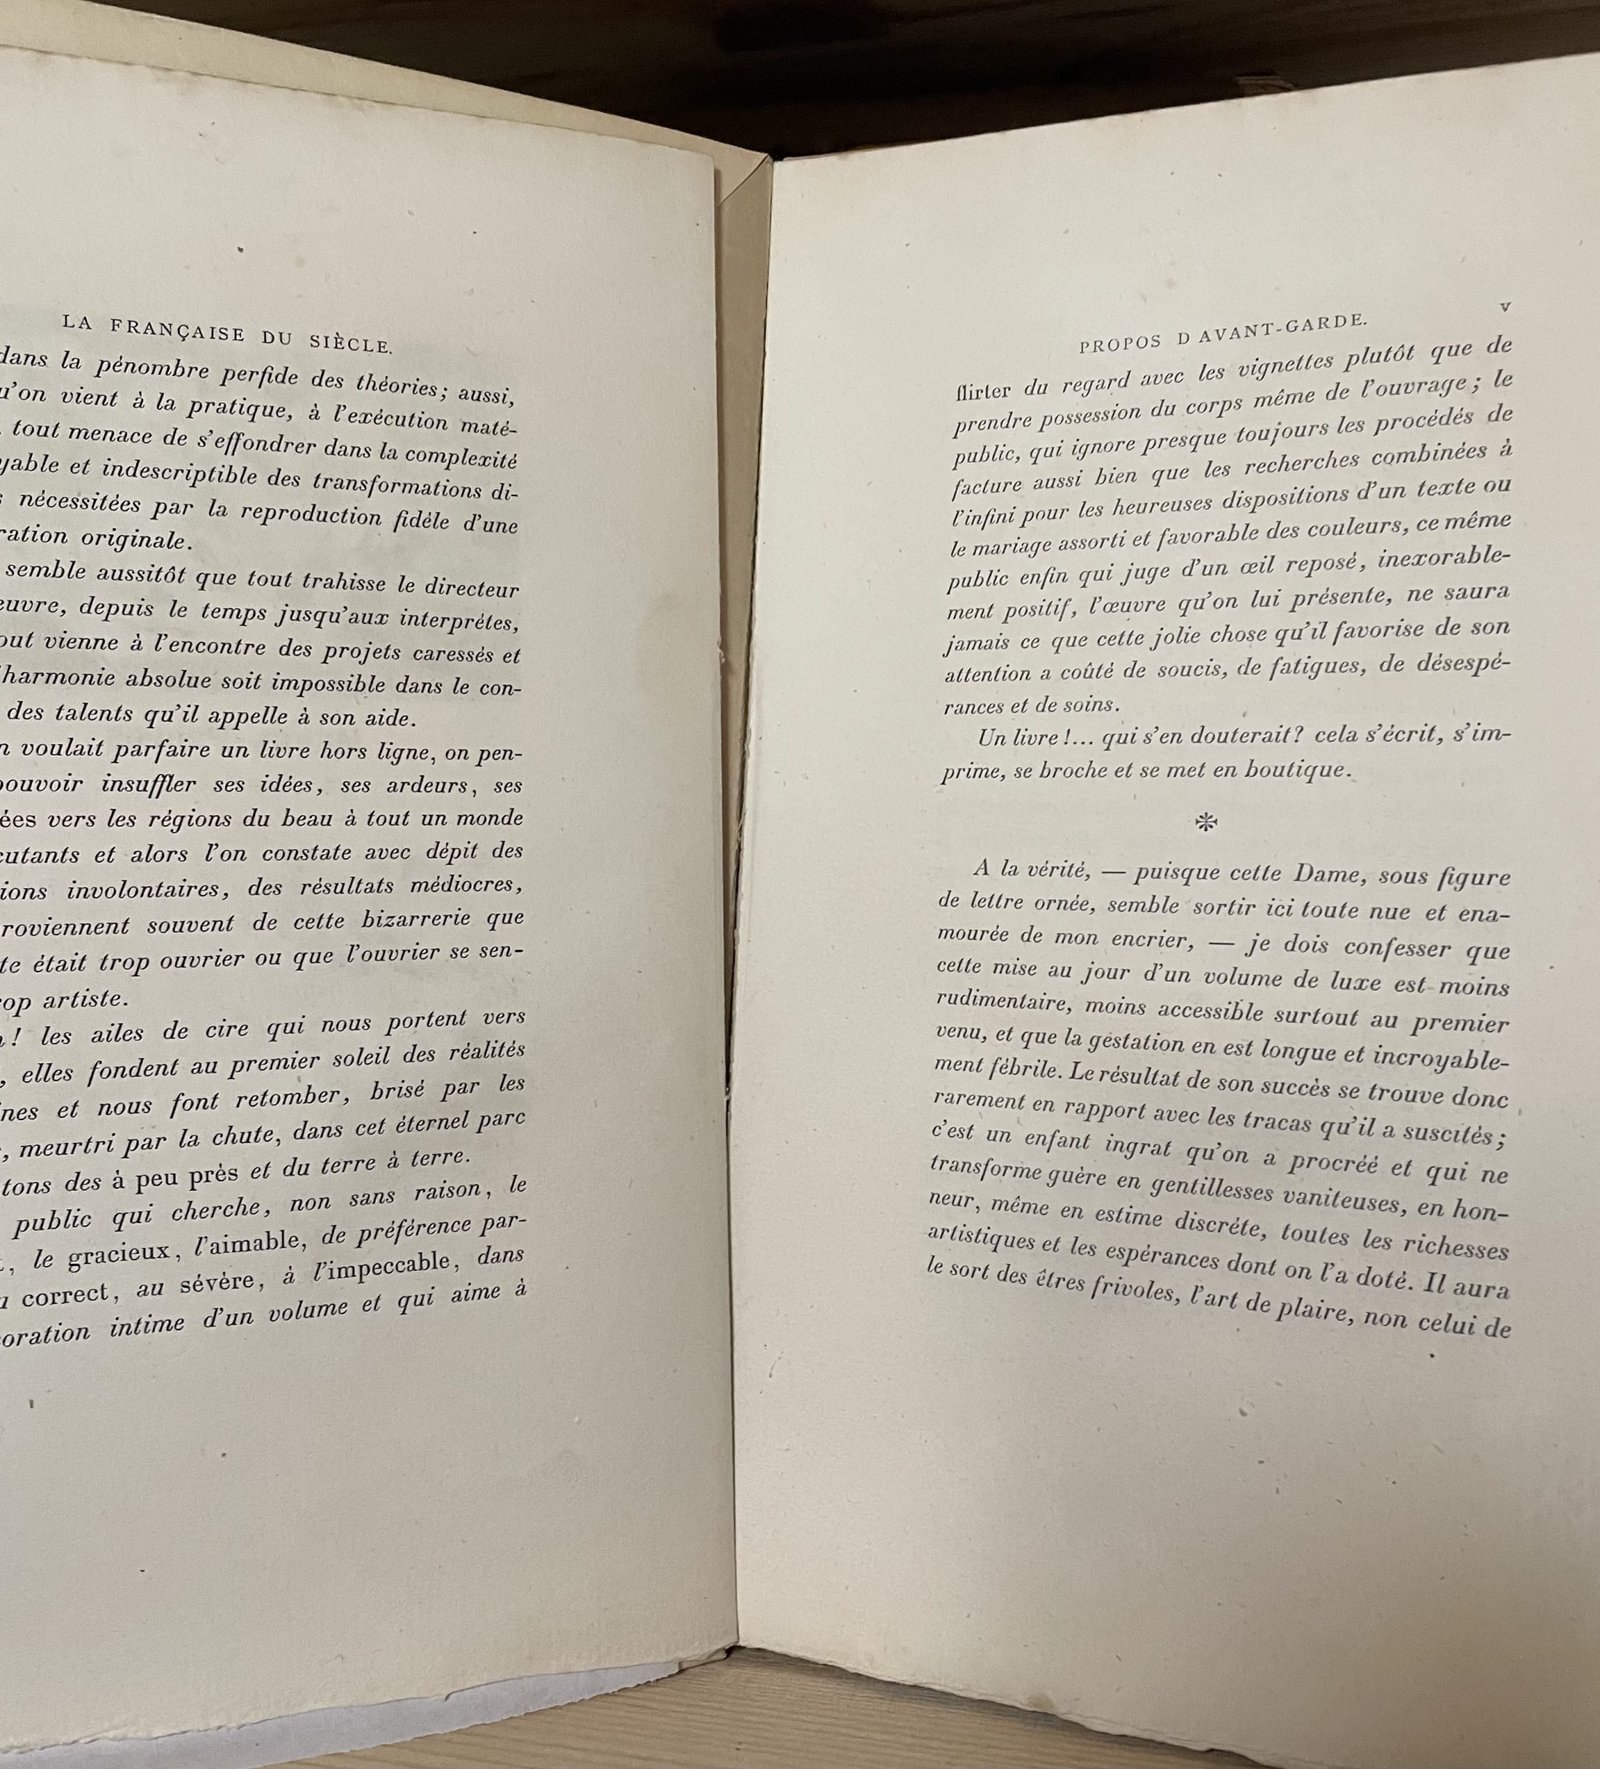 LA FRANÇAISE DU SIÈCLE.
dans la pénombre perfide des théories; aussi,
u'on vient à la pratique, à l'exécution maté-
tout menace de s'effondrer dans la complexité
yable et indescriptible des transformations di-
s nécessitées par la reproduction fidèle d'une
ration originale.
semble aussitôt que tout trahisse le directeur
œuvre, depuis le temps jusqu'aux interprètes,
out vienne à l'encontre des projets caressés et
l'harmonie absolue soit impossible dans le con-
des talents qu'il appelle à son aide.
n voulait parfaire un livre hors ligne, on pen-
pouvoir insuffler ses idées, ses ardeurs, ses
ées vers les régions du beau à tout un monde
cutants et alors l'on constate avec dépit des
tions involontaires, des résultats médiocres,
roviennent souvent de cette bizarrerie que
te était trop ouvrier ou que l'ouvrier se sen-
rop artiste.
! les ailes de cire qui nous portent vers
, elles fondent au premier soleil des réalités
ines et nous font retomber, brisé par les
, meurtri par la chute, dans cet éternel parc
tons des à peu près et du terre à terre.
public qui cherche, non sans raison, le
, le gracieux, l'aimable, de préférence par-
u correct, au sévère, à l'impeccable, dans
oration intime d'un volume et qui aime à
PROPOS D AVANT-GARDE. v
flirter du regard avec les vignettes plutôt que de
prendre possession du corps même de l'ouvrage; le
public, qui ignore presque toujours les procédés de
facture aussi bien que les recherches combinées à
l'infini pour les heureuses dispositions d'un texte ou
le mariage assorti et favorable des couleurs, ce même
public enfin qui juge d'un œil reposé, inexorable-
ment positif, l'œuvre qu'on lui présente, ne saura
jamais ce que cette jolie chose qu'il favorise de son
attention a coûté de soucis, de fatigues, de désespé-
rances et de soins.
Un livre!... qui s'en douterait? cela s'écrit, s'im-
prime, se broche et se met en boutique.
A la vérité, — puisque cette Dame, sous figure
de lettre ornée, semble sortir ici toute nue et ena-
mourée de mon encrier, — je dois confesser que
cette mise au jour d'un volume de luxe est moins
rudimentaire, moins accessible surtout au premier
venu, et que la gestation en est longue et incroyable-
ment fébrile. Le résultat de son succès se trouve donc
rarement en rapport avec les tracas qu'il a suscités;
c'est un enfant ingrat qu'on a procréé et qui ne
transforme guère en gentillesses vaniteuses, en hon-
neur, même en estime discrète, toutes les richesses
artistiques et les espérances dont on l'a doté. Il aura
le sort des êtres frivoles, l'art de plaire, non celui de